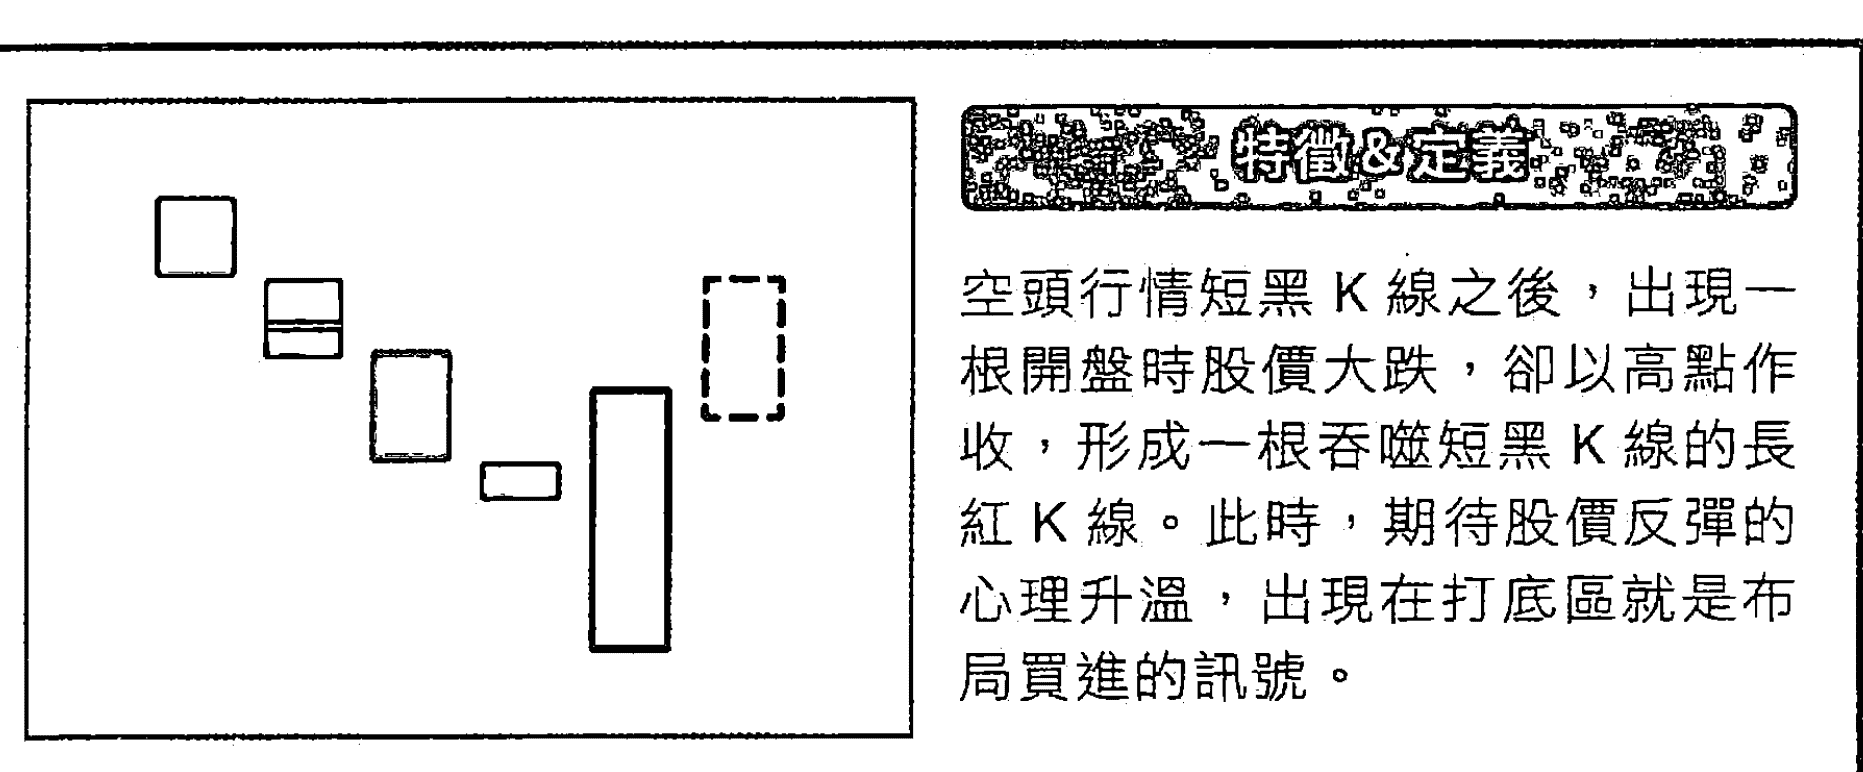 特徵&定義
空頭行情短黑 K 線之後，出現一
根開盤時股價大跌，卻以高點作
收，形成一根吞噬短黑 K 線的長
紅 K 線。此時，期待股價反彈的
心理升溫，出現在打底區就是布
局買進的訊號。